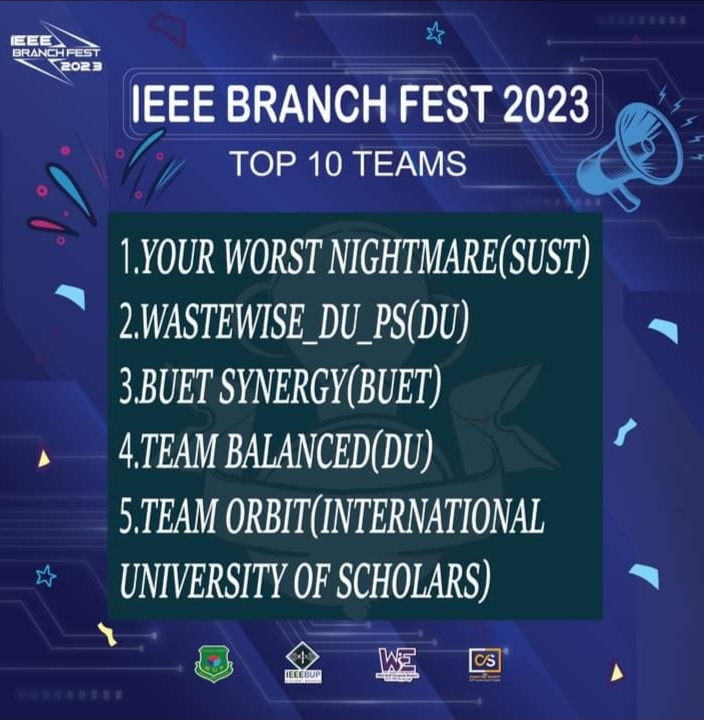 IEEE
BRANCH FEST
2023
IEEE BRANCH FEST 2023
TOP 10 TEAMS
1.YOUR WORST NIGHTMARE(SUST)
2.WASTEWISE_DU_PS(DU)
3.BUET SYNERGY(BUET)
4.TEAM BALANCED(DU)
5.TEAM ORBIT(INTERNATIONAL
UNIVERSITY OF SCHOLARS)
IEEEBUP
WE
CS